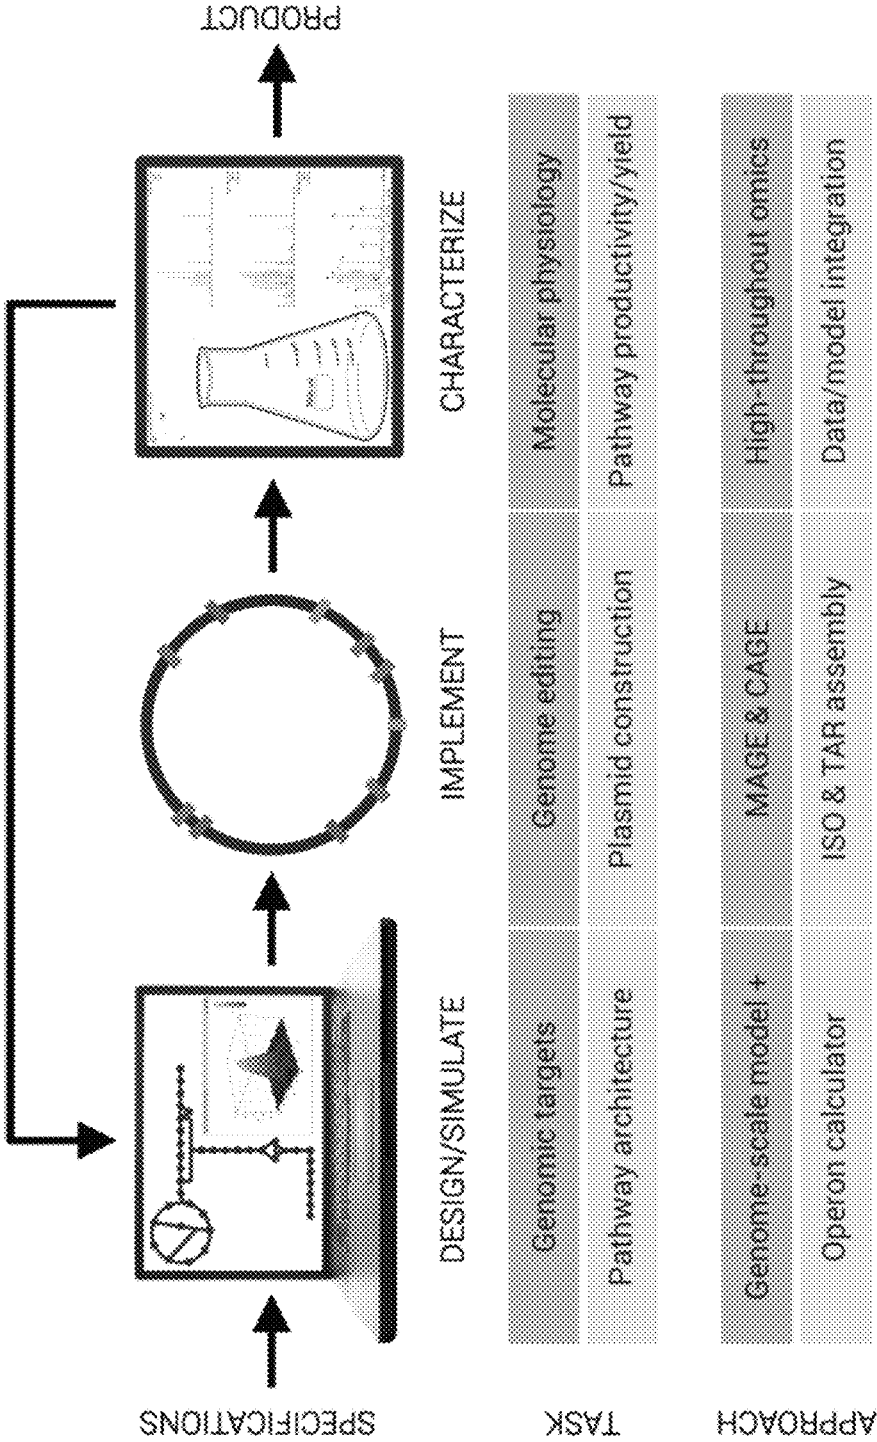 SPECIFICATIONS
PRODUCT
DESIGN/SIMULATE
IMPLEMENT
CHARACTERIZE
TASK
Genomic targets
Genome editing
Molecular physiology
Pathway architecture
Plasmid construction
Pathway productivity/yield
APPROACH
Genome-scale model +
MAGE & CAGE
High-throughout omics
Operon calculator
ISO & TAR assembly
Data/model integration